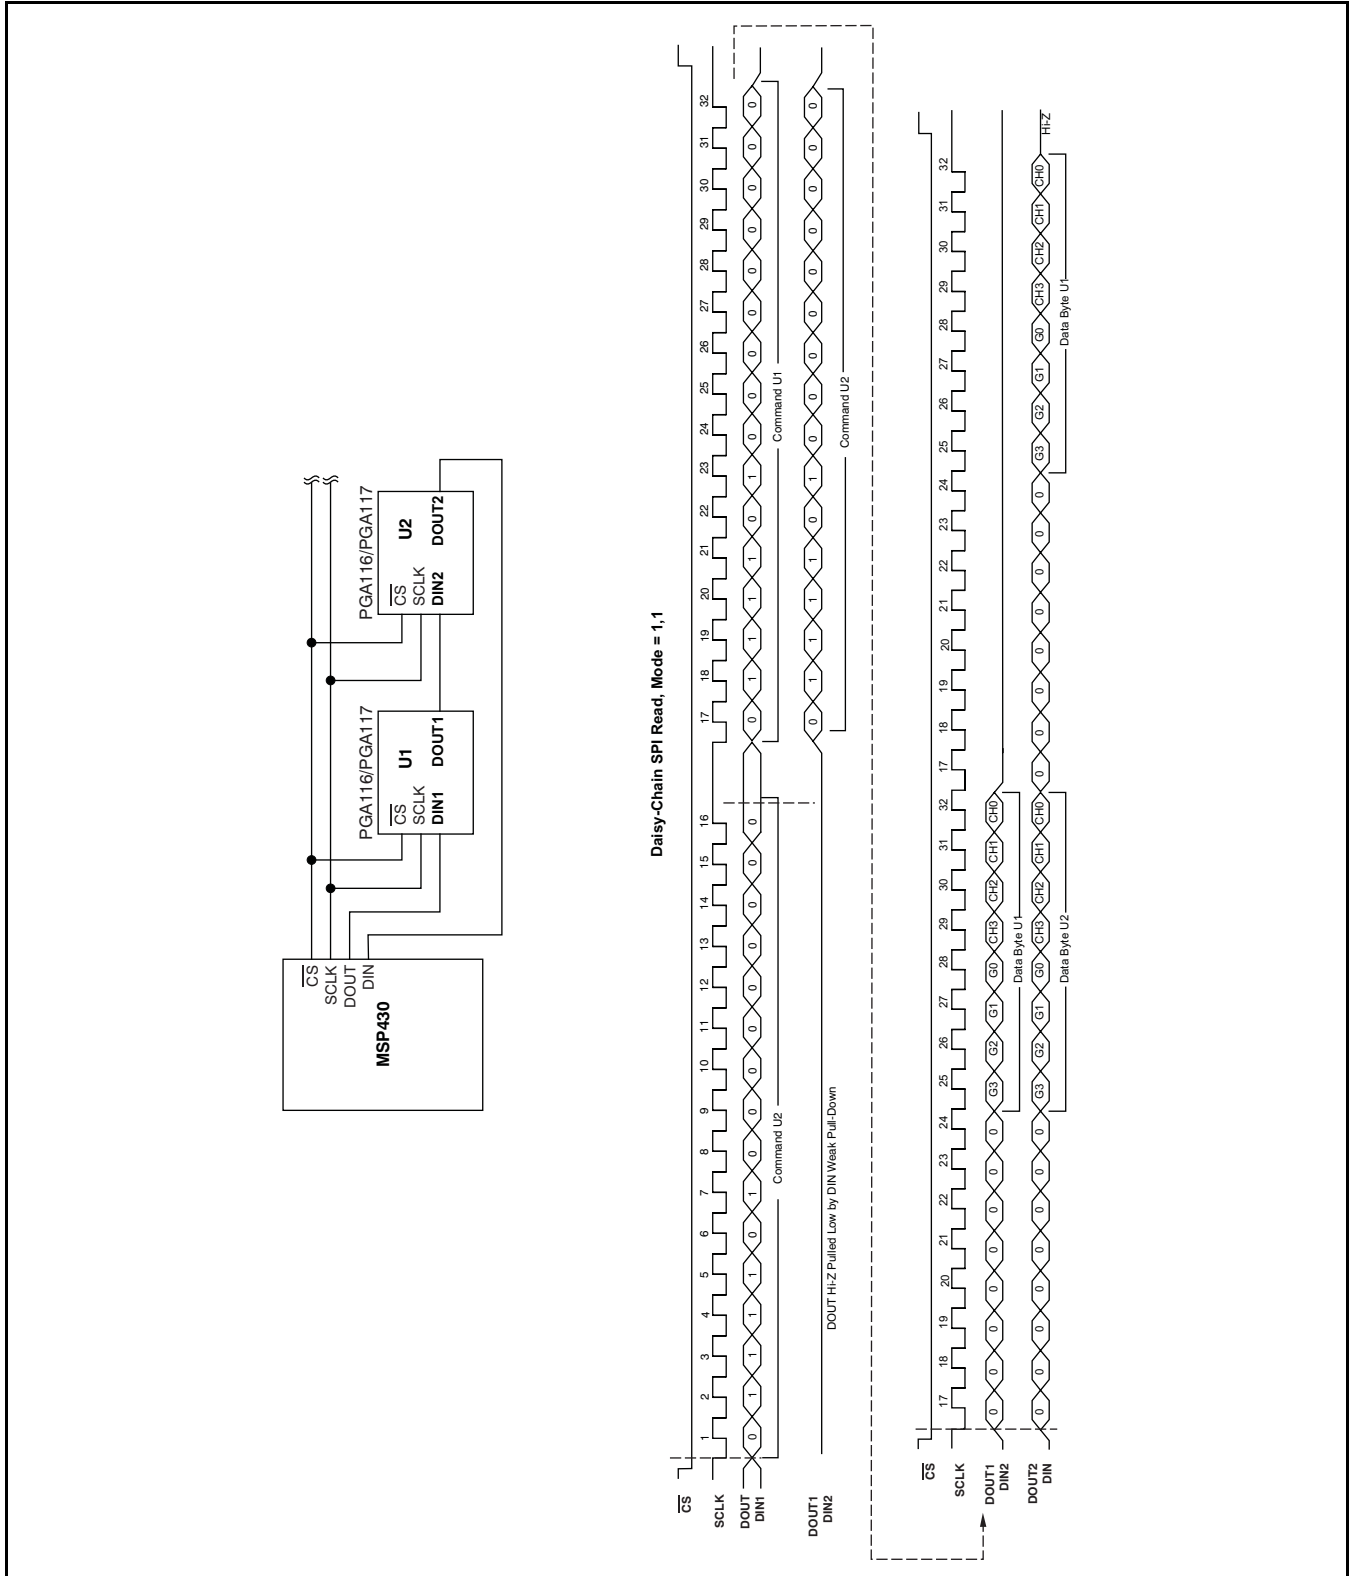 MSP430
CS
SCLK
DOUT
DIN
PGA116/PGA117
CS
SCLK
DIN1
U1
DOUT1
PGA116/PGA117
CS
SCLK
DIN2
U2
DOUT2
Daisy-Chain SPI Read, Mode = 1,1
CS
SCLK 1 2 3 4 5 6 7 8 9 10 11 12 13 14 15 16 17 18 19 20 21 22 23 24 25 26 27 28 29 30 31 32
DOUT
DIN1
0 1 1 1 1 0 1 0 0 0 0 0 0 0 0 0 0 1 1 1 1 0 1 0 0 0 0 0 0 0 0 0
Command U2 Command U1
DOUT1
DIN2
0 1 1 1 1 0 1 0 0 0 0 0 0 0 0 0
DOUT Hi-Z Pulled Low by DIN Weak Pull-Down
Command U2
CS
SCLK 17 18 19 20 21 22 23 24 25 26 27 28 29 30 31 32 17 18 19 20 21 22 23 24 25 26 27 28 29 30 31 32
DOUT1
DIN2
0 0 0 0 0 0 0 0 G3 G2 G1 G0 CH3 CH2 CH1 CH0
Data Byte U1
DOUT2
DIN
0 0 0 0 0 0 0 0 G3 G2 G1 G0 CH3 CH2 CH1 CH0 0 0 0 0 0 0 0 0 G3 G2 G1 G0 CH3 CH2 CH1 CH0 Hi-Z
Data Byte U2 Data Byte U1